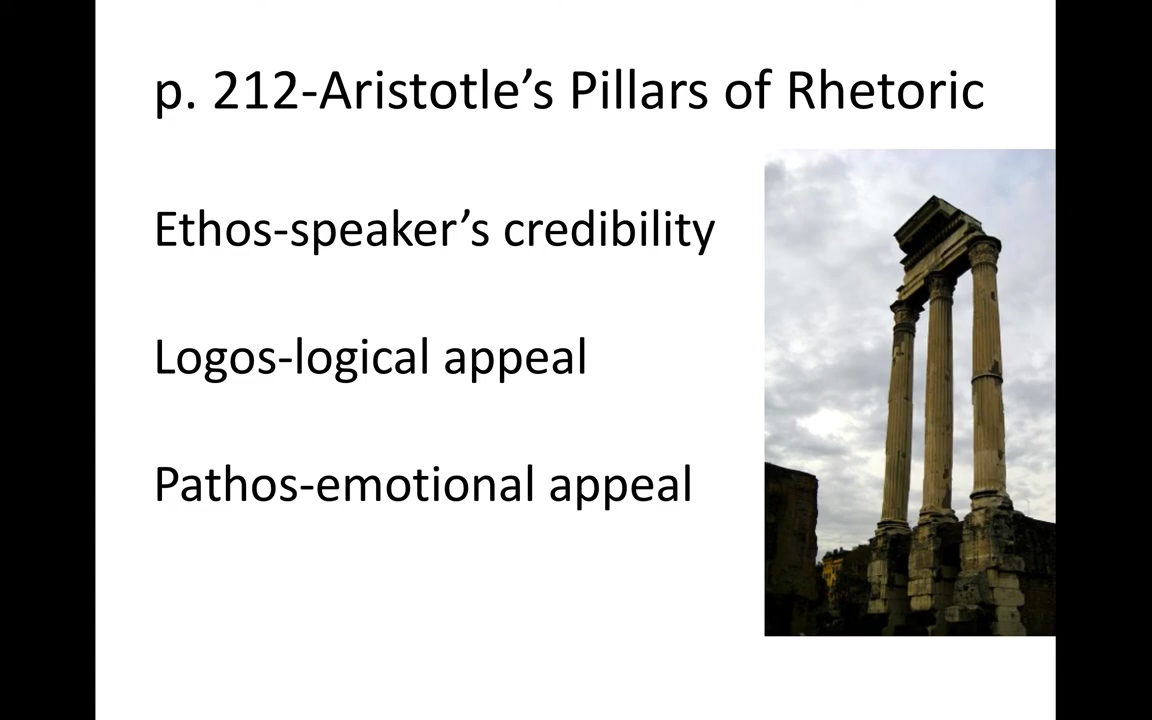 p. 212-Aristotle’s Pillars of Rhetoric
Ethos-speaker’s credibility
Logos-logical appeal
Pathos-emotional appeal